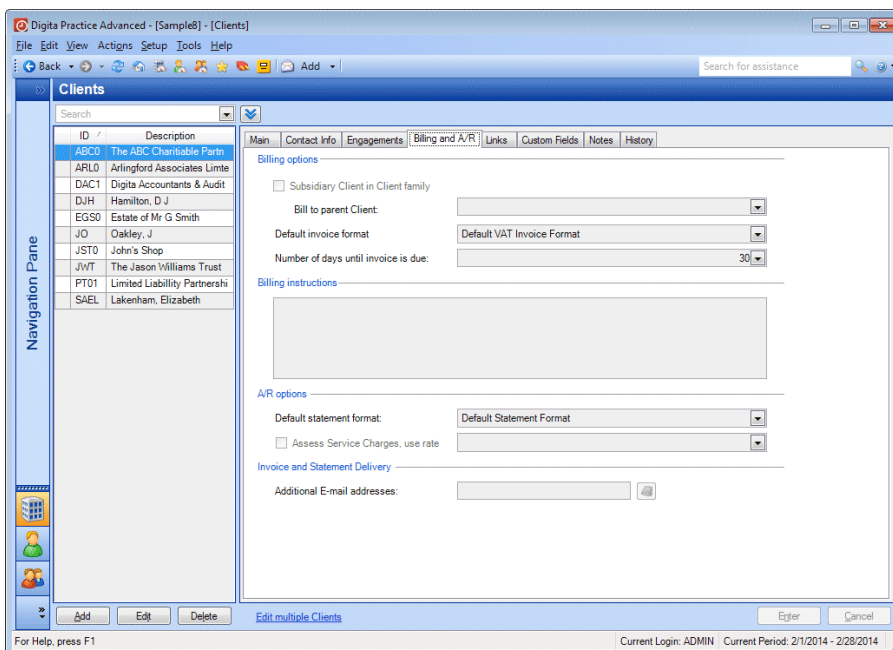 Digita Practice Advanced - [Sample8] - [Clients]
File Edit View Actions Setup Tools Help
Back Add Search for assistance
Clients
Search
ID Description
ABC0 The ABC Charitiable Partn
ARL0 Arlingford Associates Limte
DAC1 Digita Accountants & Audit
DJH Hamilton, D J
EGS0 Estate of Mr G Smith
JO Oakley, J
JST0 John's Shop
JWT The Jason Williams Trust
PT01 Limited Liabillity Partnershi
SAEL Lakenham, Elizabeth
Navigation Pane
Main Contact Info Engagements Billing and A/R Links Custom Fields Notes History
Billing options
Subsidiary Client in Client family
Bill to parent Client:
Default invoice format Default VAT Invoice Format
Number of days until invoice is due: 30
Billing instructions
A/R options
Default statement format: Default Statement Format
Assess Service Charges, use rate
Invoice and Statement Delivery
Additional E-mail addresses:
Add Edit Delete Edit multiple Clients Enter Cancel
For Help, press F1 Current Login: ADMIN Current Period: 2/1/2014 - 2/28/2014